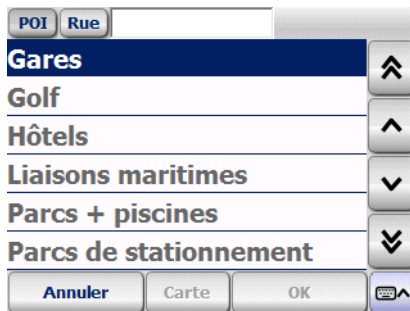 POI Rue
Gares
Golf
Hôtels
Liaisons maritimes
Parcs + piscines
Parcs de stationnement
Annuler Carte OK